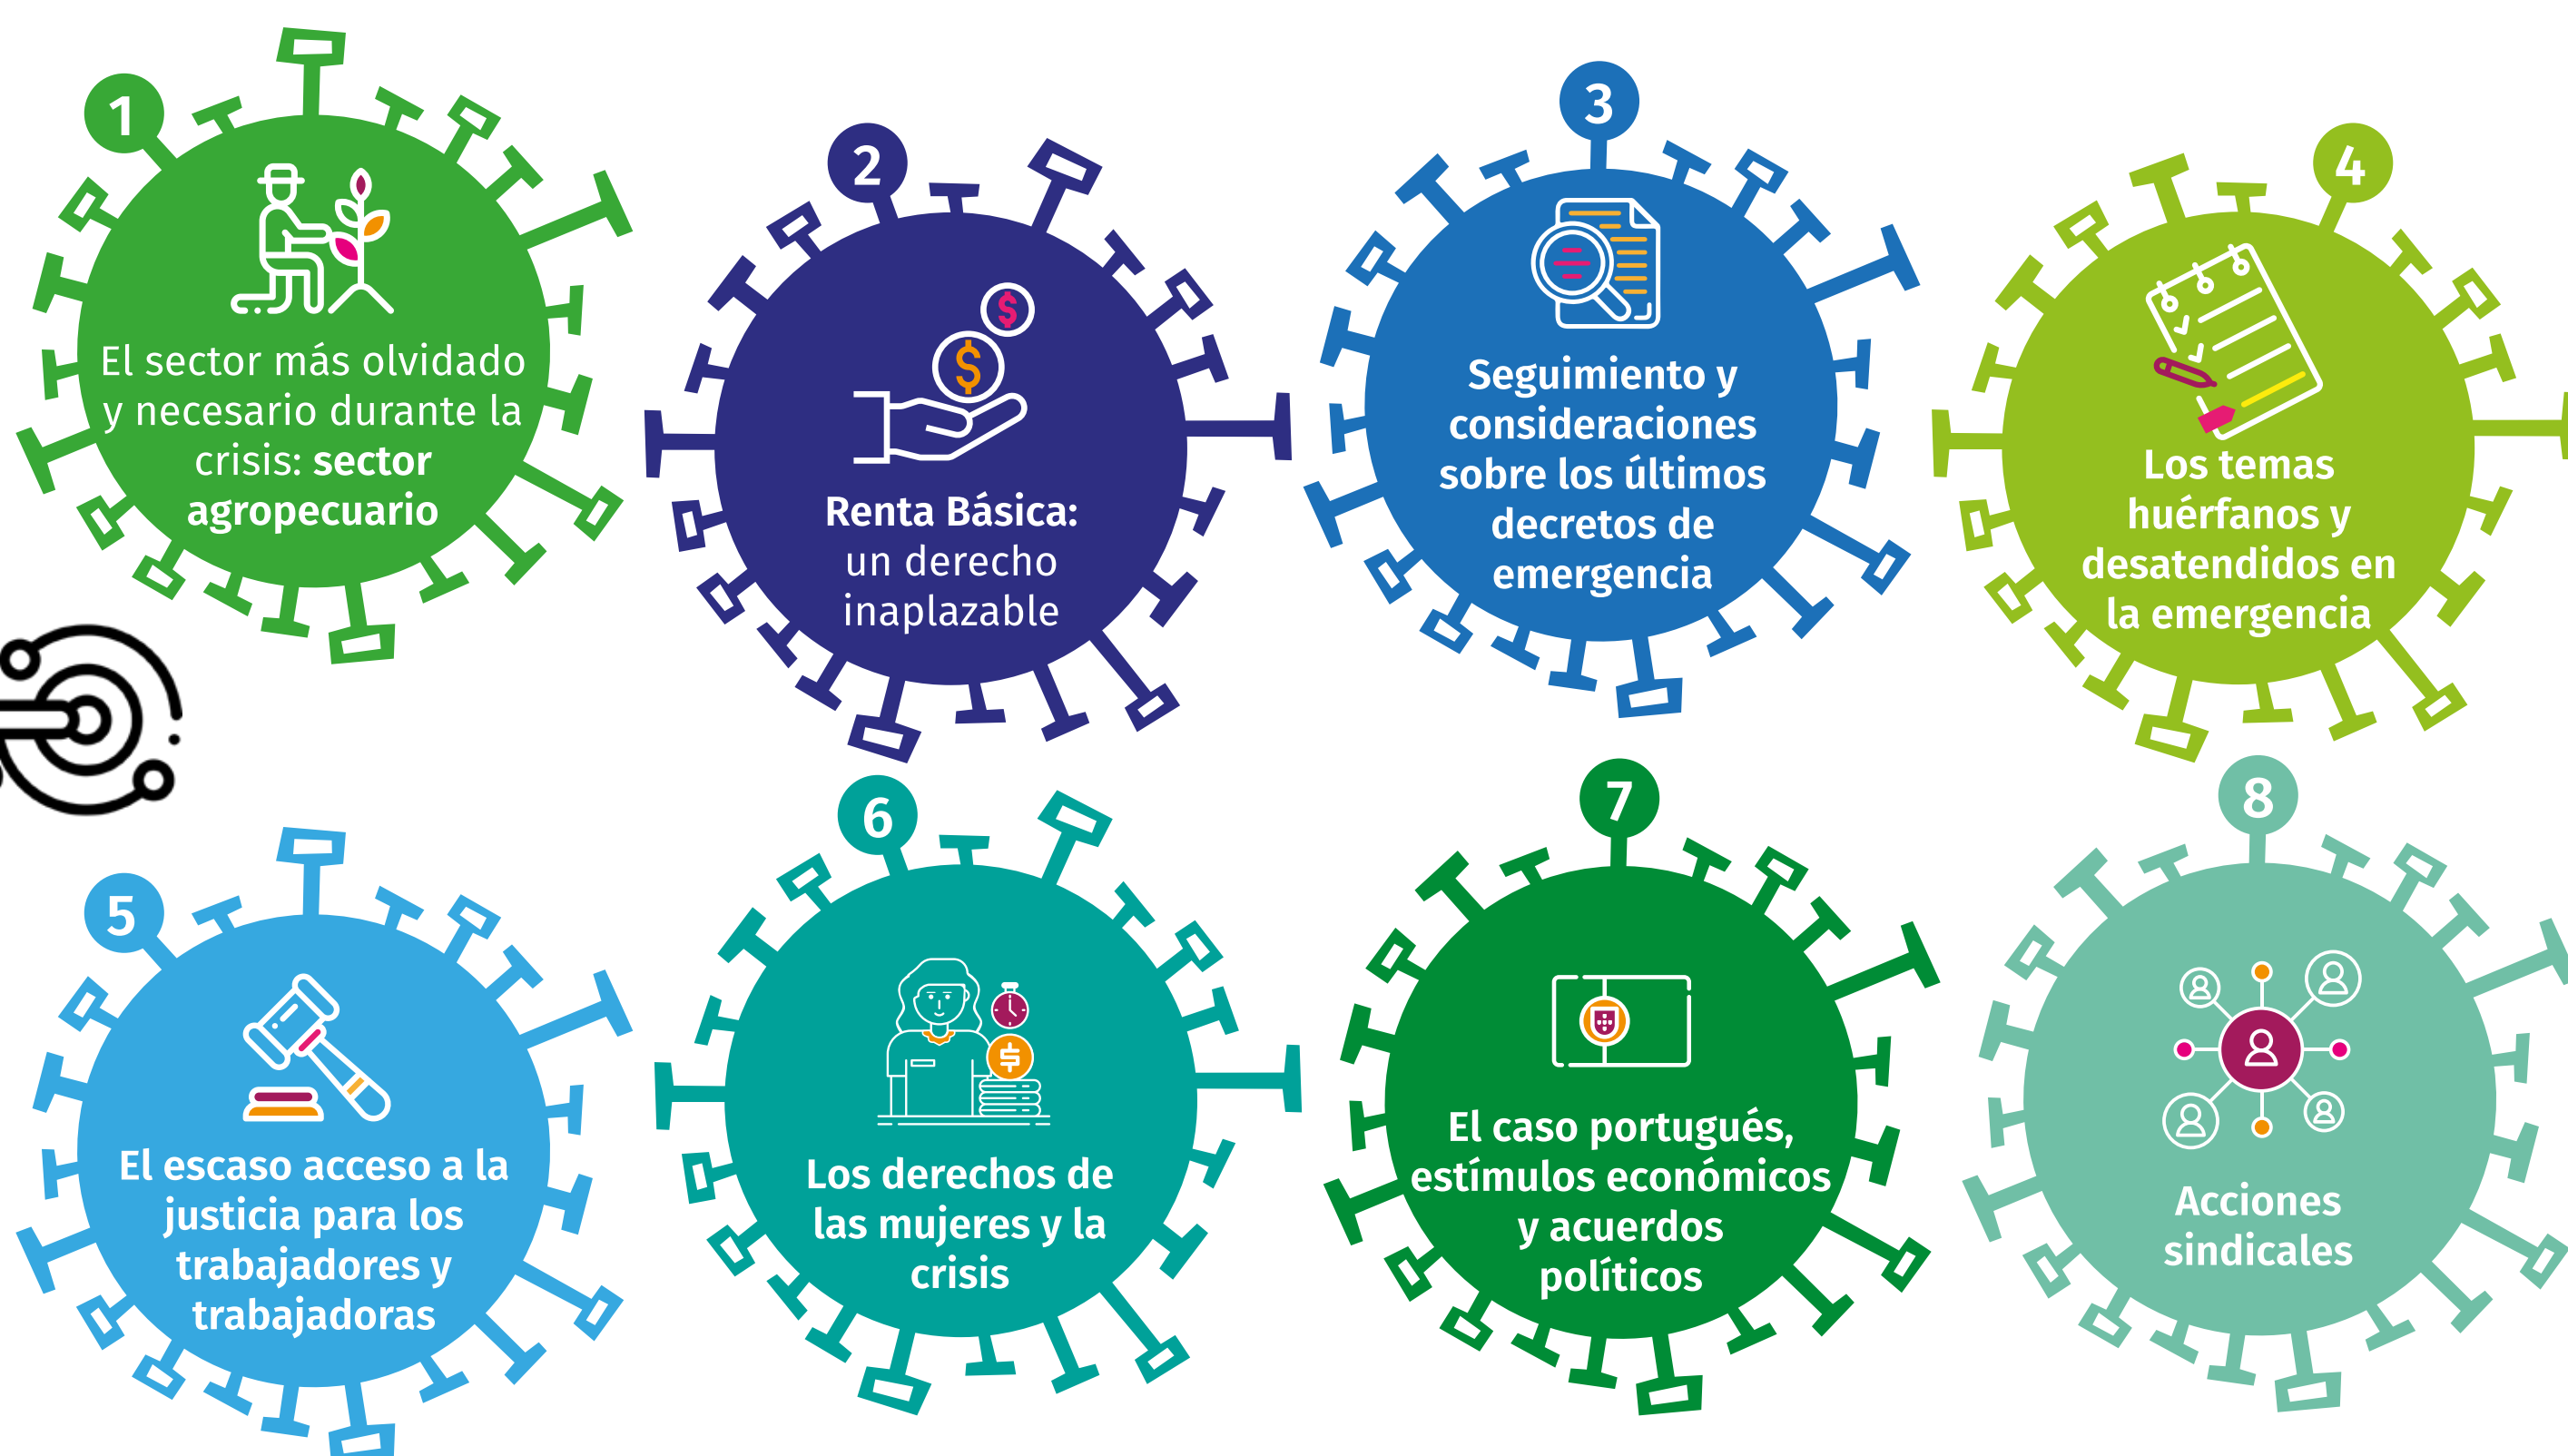 1
El sector más olvidado
y necesario durante la
crisis: sector
agropecuario
2
$
$
Renta Básica:
un derecho
inaplazable
3
Seguimiento y
consideraciones
sobre los últimos
decretos de
emergencia
4
Los temas
huérfanos y
desatendidos en
la emergencia
5
El escaso acceso a la
justicia para los
trabajadores y
trabajadoras
6
$
Los derechos de
las mujeres y la
crisis
7
El caso portugués,
estímulos económicos
y acuerdos
políticos
8
Acciones
sindicales